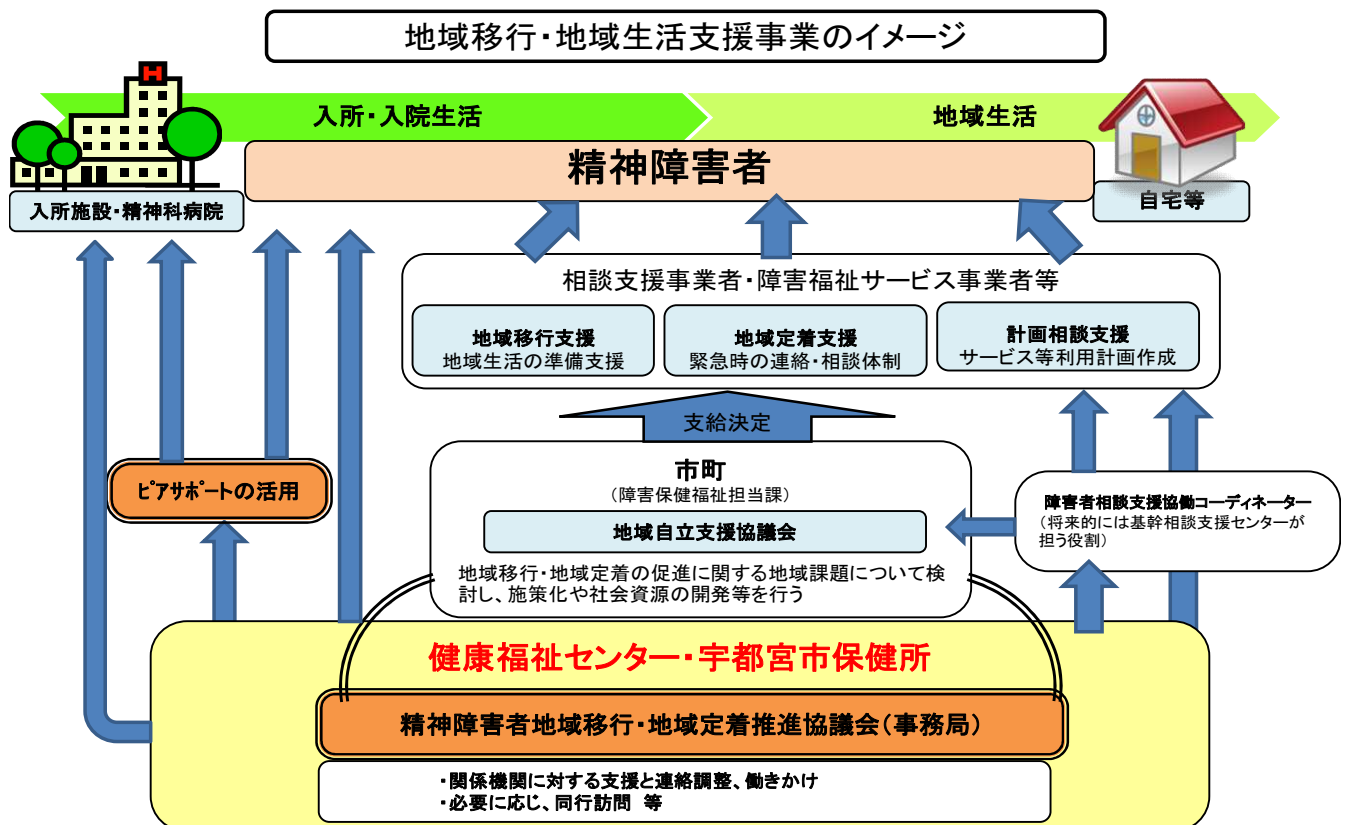 地域移行・地域生活支援事業のイメージ
H
入所・入院生活
地域生活
精神障害者
入所施設・精神科病院
自宅等
相談支援事業者・障害福祉サービス事業者等
地域移行支援
地域生活の準備支援
地域定着支援
緊急時の連絡・相談体制
計画相談支援
サービス等利用計画作成
支給決定
市町
(障害保健福祉担当課)
地域自立支援協議会
地域移行・地域定着の促進に関する地域課題について検
討し、施策化や社会資源の開発等を行う
ピアサポートの活用
障害者相談支援協働コーディネーター
(将来的には基幹相談支援センターが
担う役割)
健康福祉センター・宇都宮市保健所
精神障害者地域移行・地域定着推進協議会(事務局)
・関係機関に対する支援と連絡調整、働きかけ
・必要に応じ、同行訪問 等